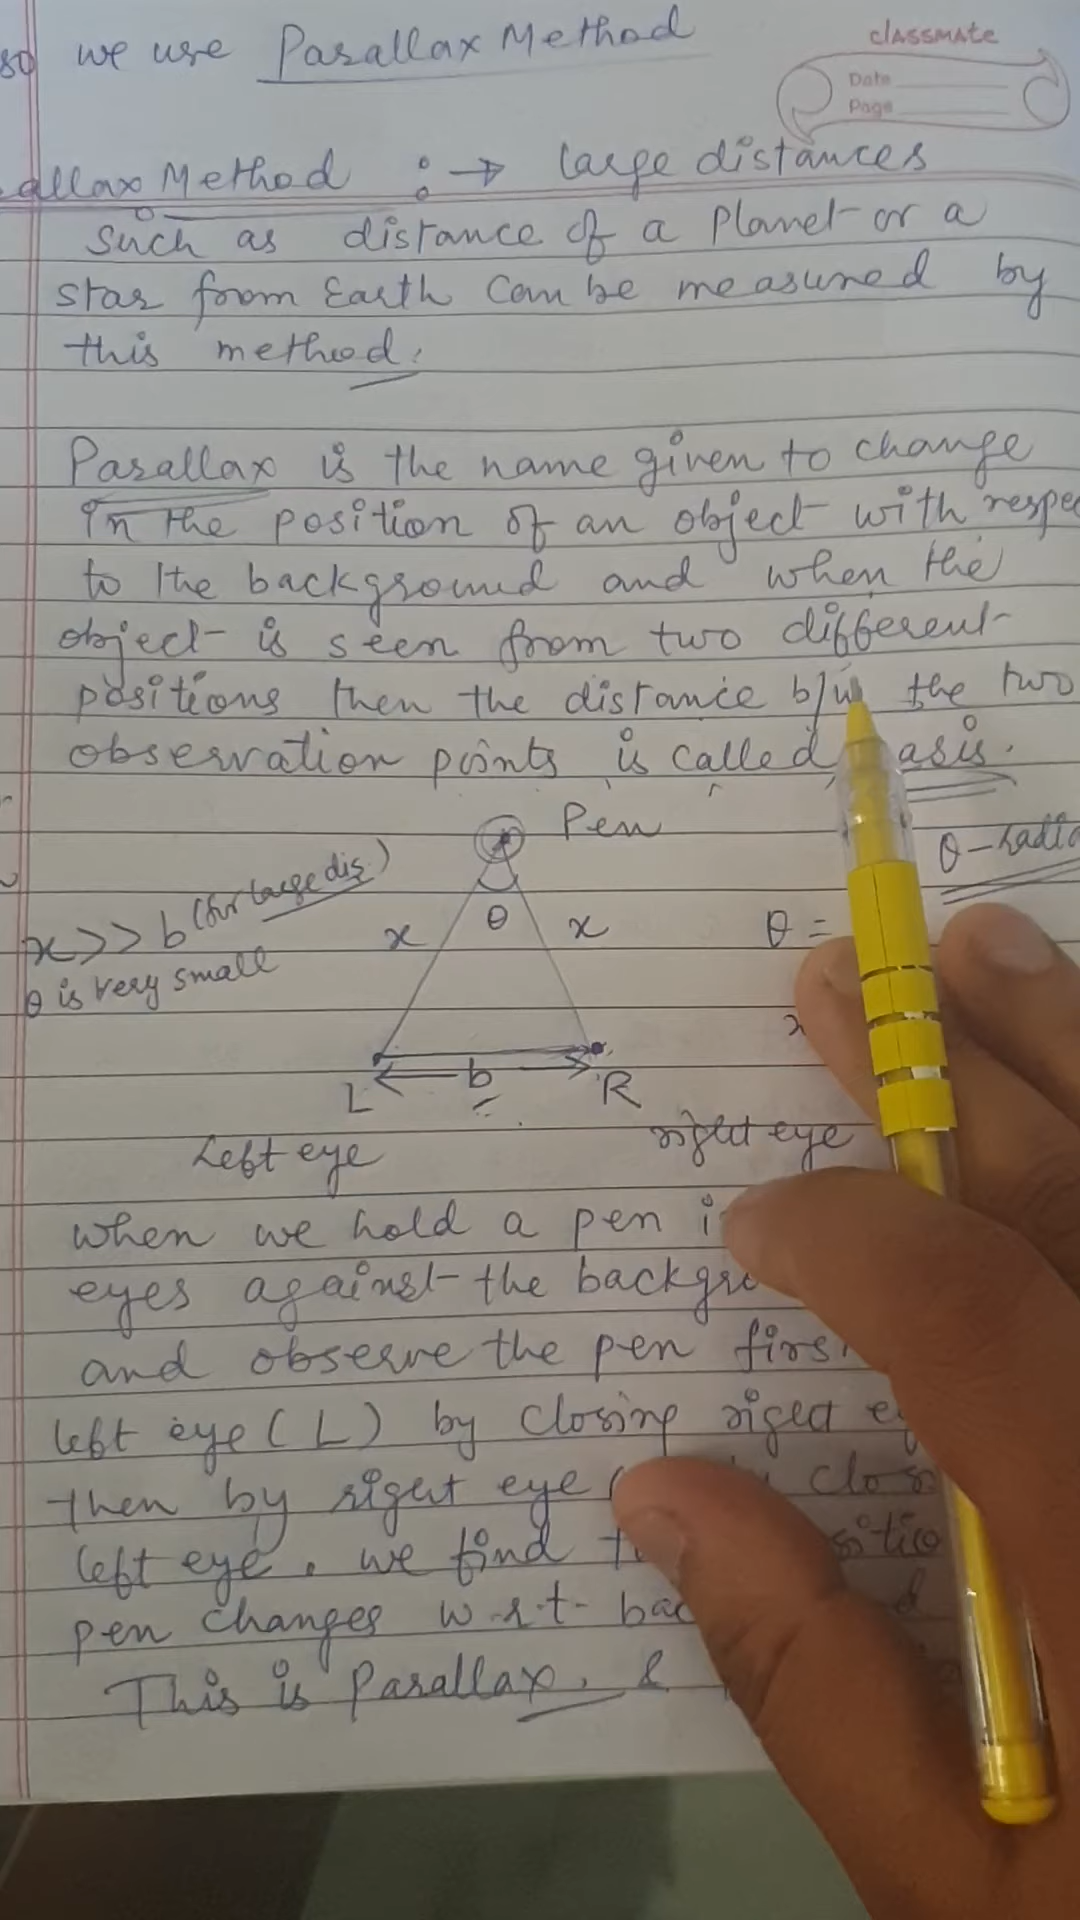 so we use Parallax Method
classmate
Date
Page
allax Method : → large distances
such as distance of a planet or a
star from Earth can be measured by
this method.
Parallax is the name given to change
in the position of an object with respe
to the background and when the
object is seen from two different
positions then the distance b/w the two
observation points is called asis.
Pen
x >> b (for large dis.)
θ is very small
x θ x
θ =
L b R
Left eye right eye
when we hold a pen i
eyes against the backgro
and observe the pen firs
left eye (L) by closing right e
then by right eye ( clos
left eye. we find t
pen changes w.r.t. bac
This is Parallax. &